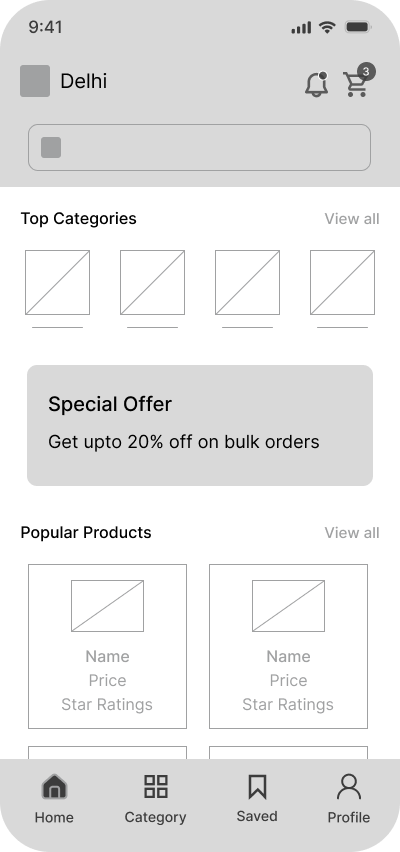 9:41
Delhi
3
Top Categories
View all
Special Offer
Get upto 20% off on bulk orders
Popular Products
View all
Name
Price
Star Ratings
Name
Price
Star Ratings
Home
Category
Saved
Profile